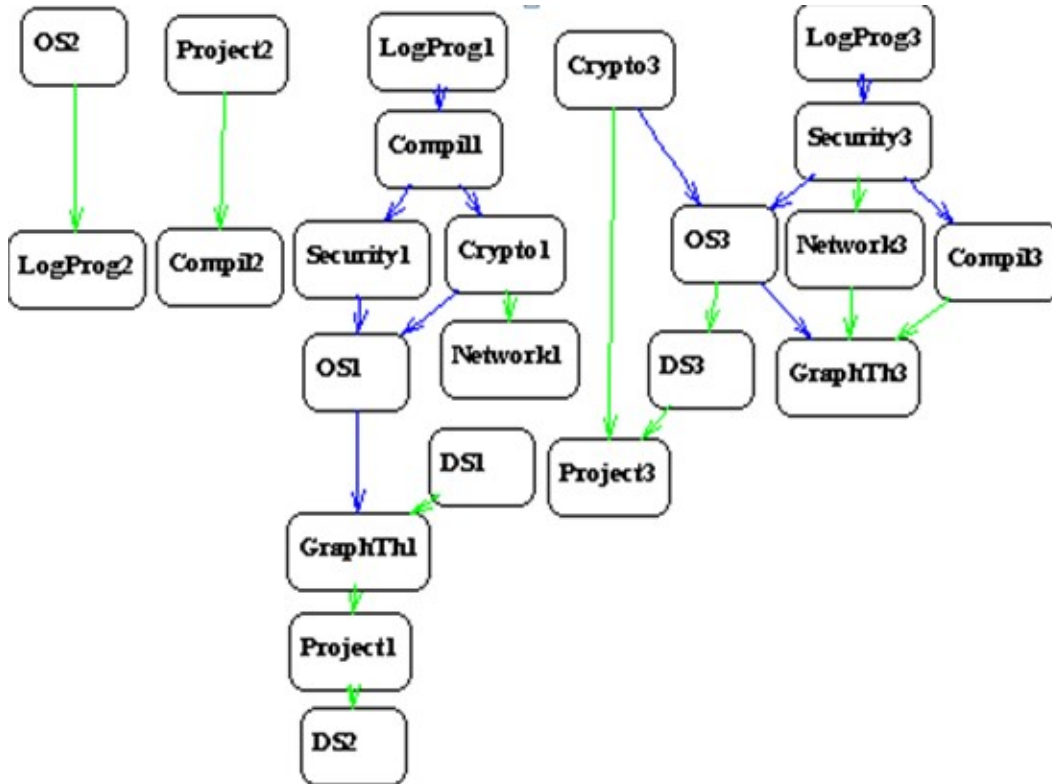 OS2
Project2
LogProg1
Crypto3
LogProg3
Compil1
Security3
LogProg2
Compil2
Security1
Crypto1
OS3
Network3
Compil3
OS1
Network1
DS3
GraphTh3
DS1
Project3
GraphTh1
Project1
DS2